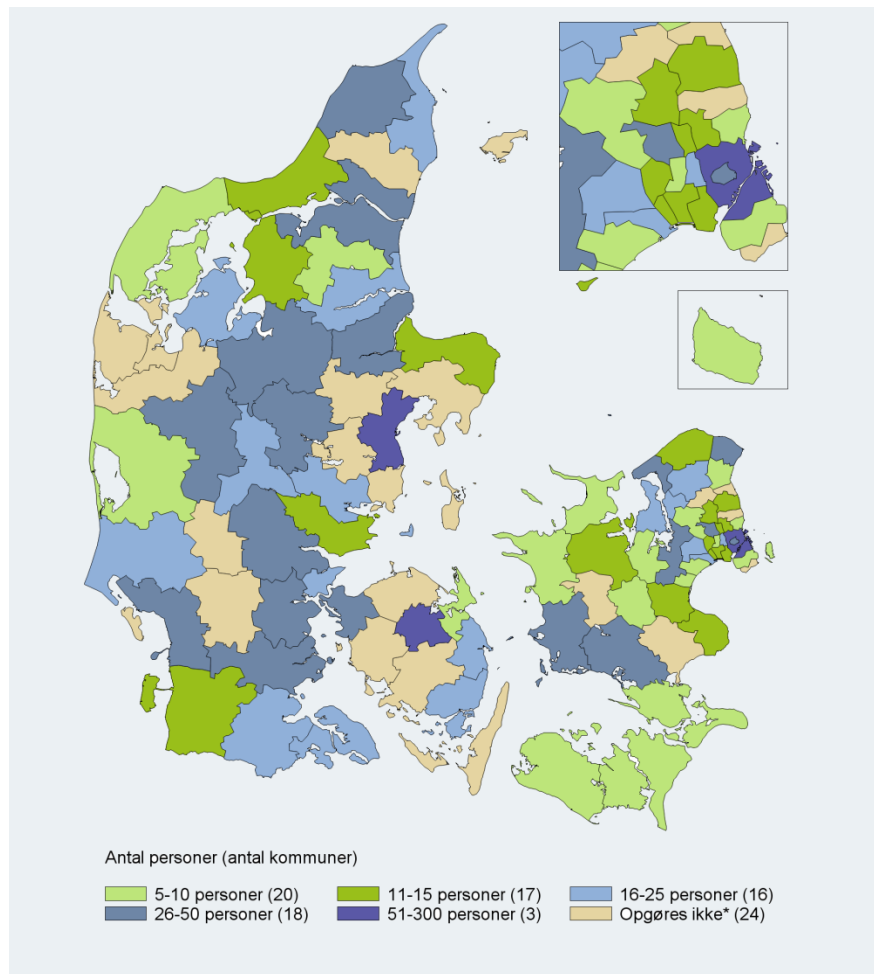 Antal personer (antal kommuner)
5-10 personer (20) 11-15 personer (17) 16-25 personer (16)
26-50 personer (18) 51-300 personer (3) Opgøres ikke* (24)